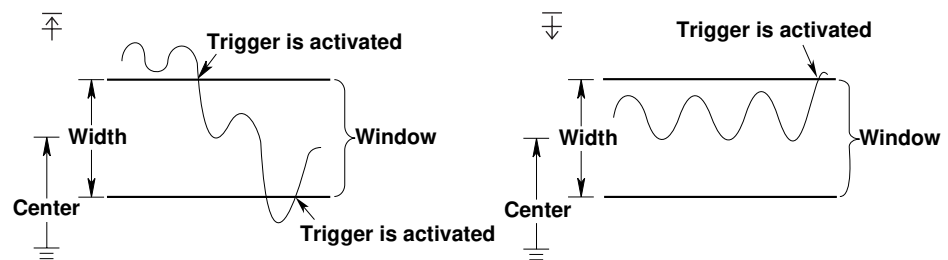 Trigger is activated
Width
Window
Center
Trigger is activated
Trigger is activated
Width
Window
Center